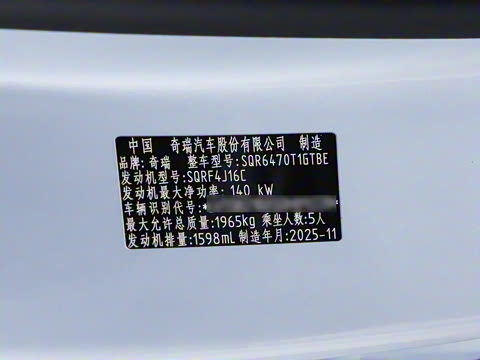 中国 奇瑞汽车股份有限公司 制造
品牌:奇瑞 整车型号:SQR6470T1GTBE
发动机型号:SQRF4J16C
发动机最大净功率:140 kW
车辆识别代号:*
最大允许总质量:1965kg 乘坐人数:5人
发动机排量:1598mL 制造年月:2025-11